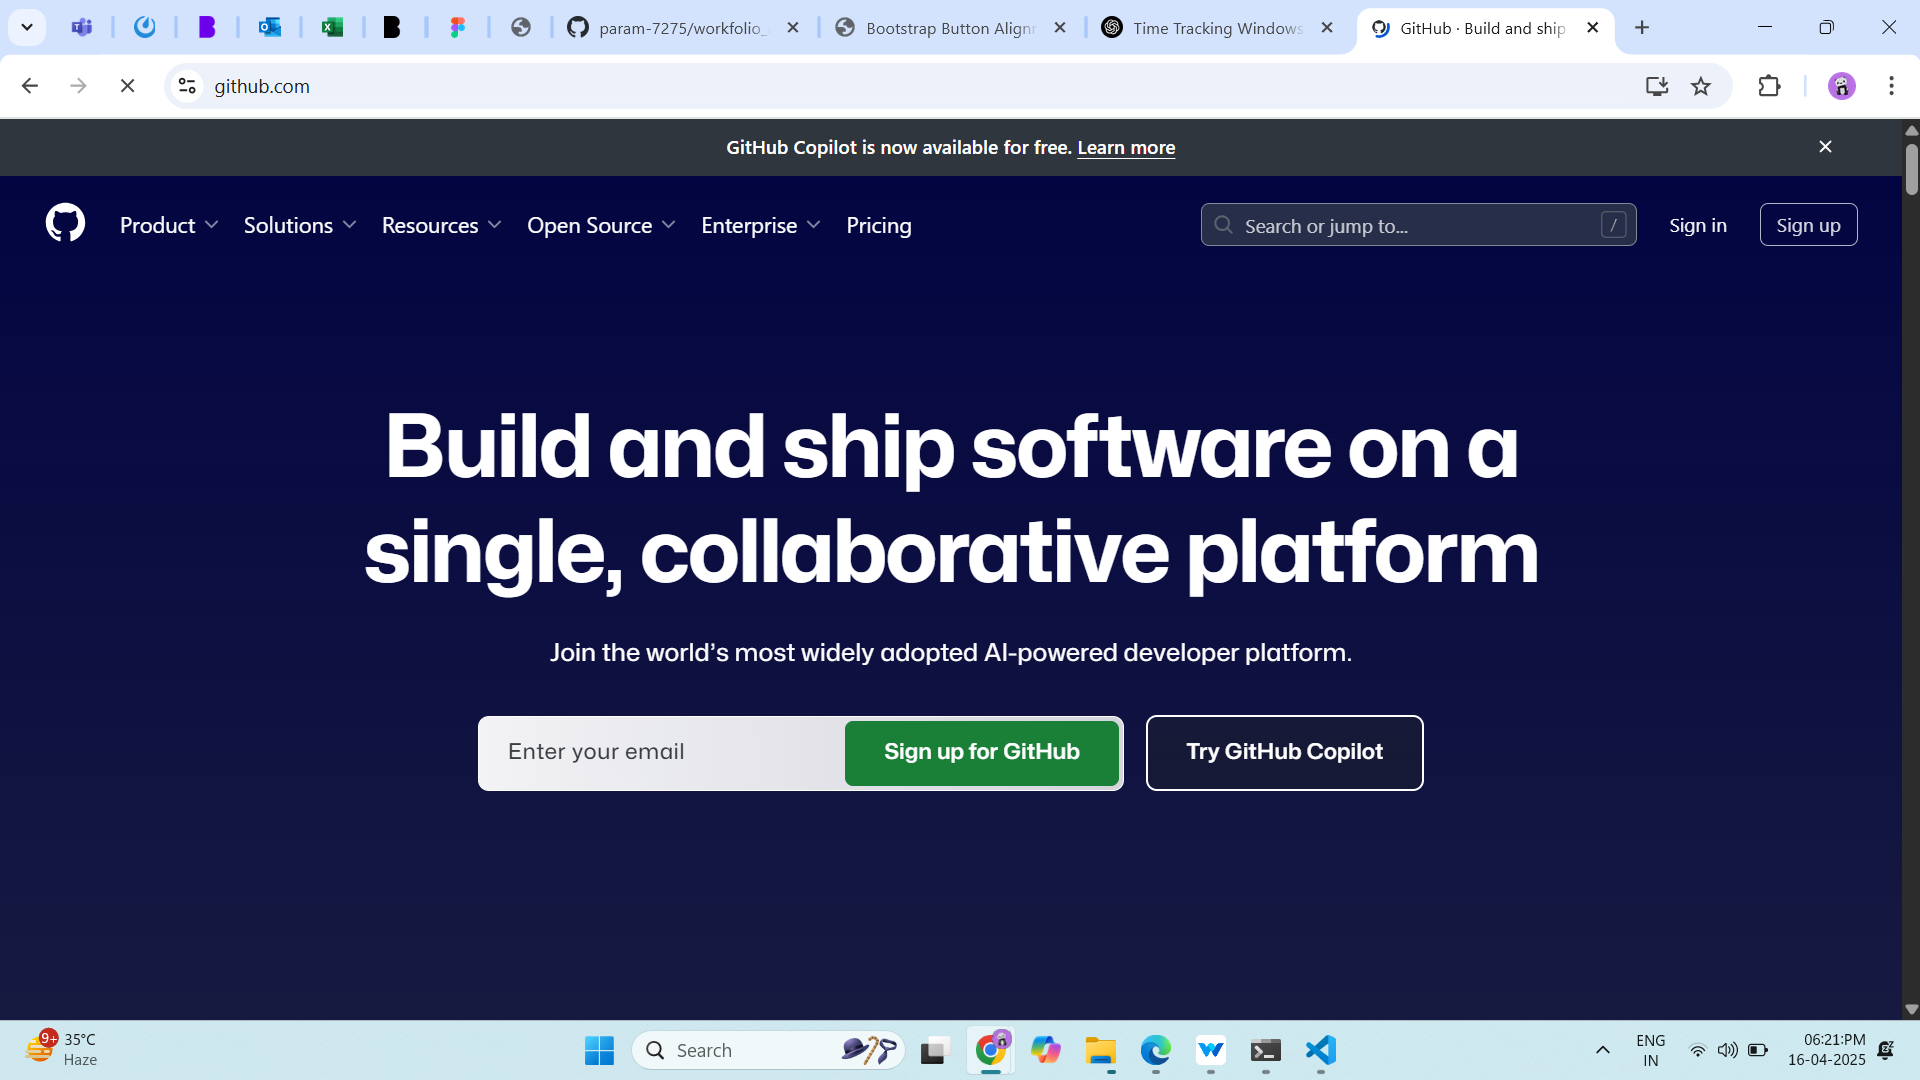 param-7275/workfolio_
Bootstrap Button Alignm
Time Tracking Windows
GitHub · Build and ship
github.com
GitHub Copilot is now available for free. Learn more
Product
Solutions
Resources
Open Source
Enterprise
Pricing
Search or jump to...
/
Sign in
Sign up
Build and ship software on a
single, collaborative platform
Join the world’s most widely adopted AI-powered developer platform.
Enter your email
Sign up for GitHub
Try GitHub Copilot
9+
35°C
Haze
Search
ENG
IN
06:21:PM
16-04-2025